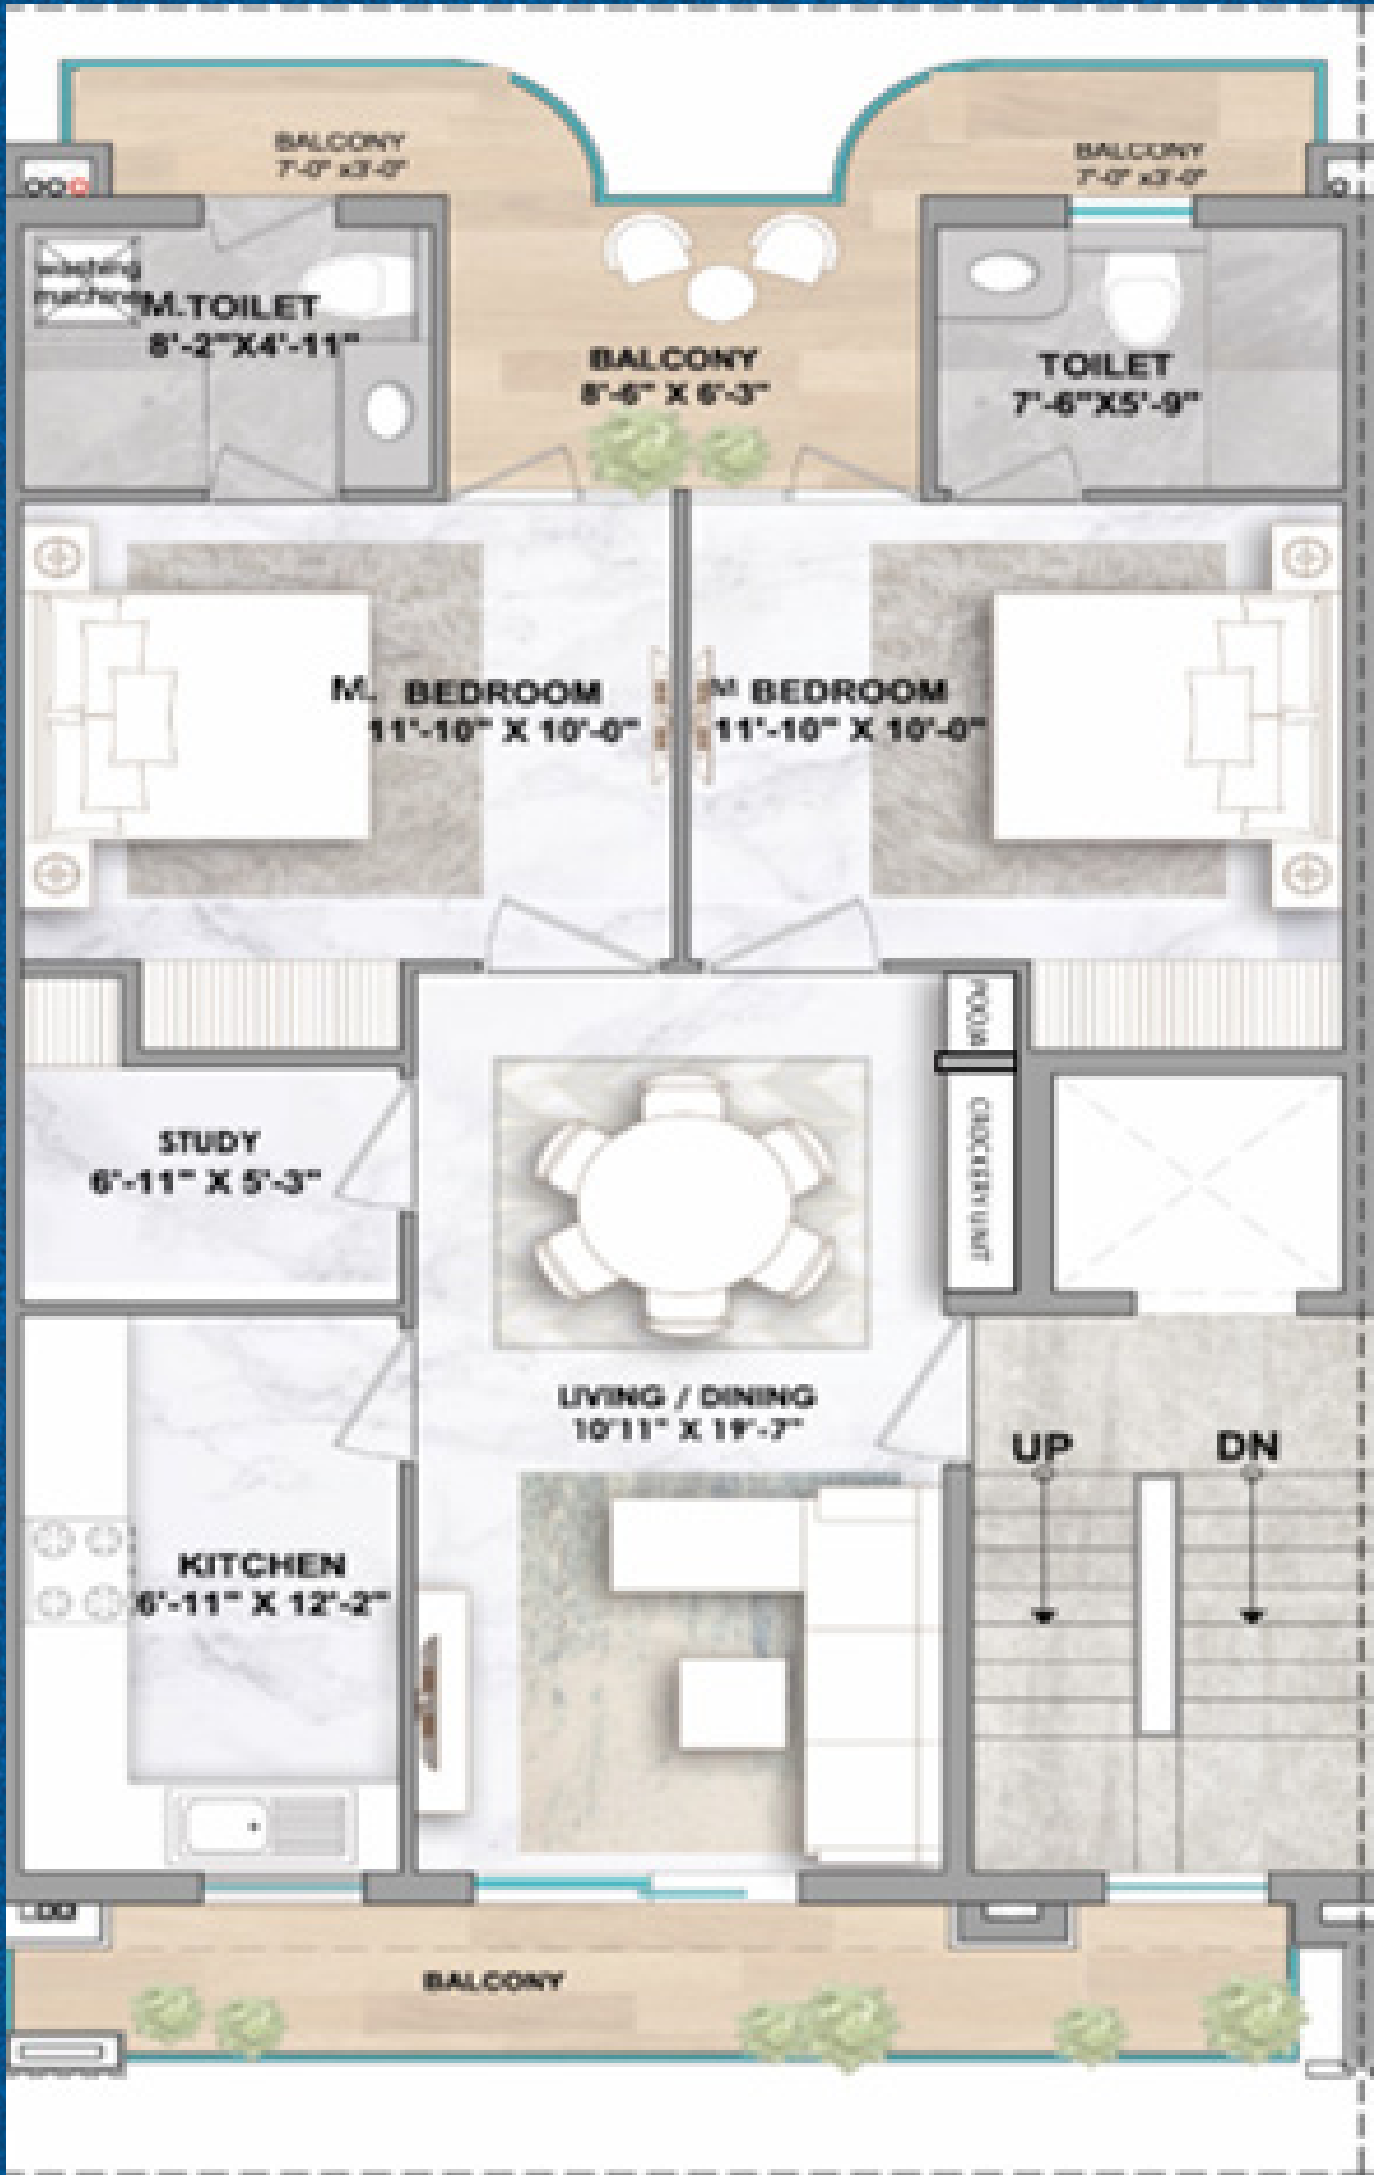 BALCONY
7'-0" x3'-0"
BALCONY
7'-0" x3'-0"
washing
machine
M.TOILET
8'-2"X4'-11"
BALCONY
8'-6" X 6'-3"
TOILET
7'-6"X5'-9"
M. BEDROOM
11'-10" X 10'-0"
M BEDROOM
11'-10" X 10'-0"
POOJA
CROCKERY UNIT
STUDY
6'-11" X 5'-3"
LIVING / DINING
10'11" X 19'-7"
UP
DN
KITCHEN
6'-11" X 12'-2"
BALCONY